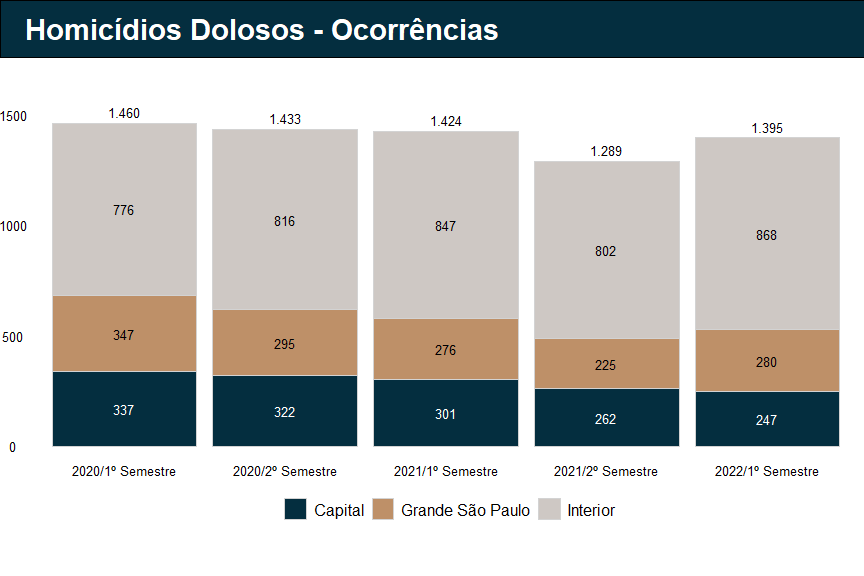 Homicídios Dolosos - Ocorrências
1500
1.460
1.433
1.424
1.289
1.395
776
816
847
802
868
1000
347
295
276
225
280
500
337
322
301
262
247
0
2020/1º Semestre
2020/2º Semestre
2021/1º Semestre
2021/2º Semestre
2022/1º Semestre
Capital
Grande São Paulo
Interior